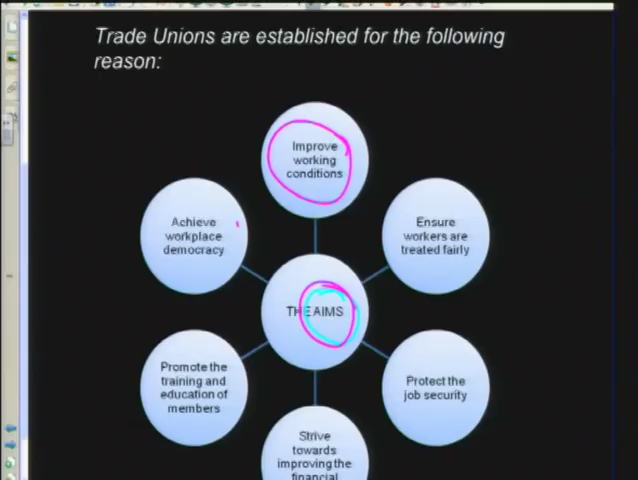 Trade Unions are established for the following
reason:
Improve
working
conditions
Achieve
workplace
democracy
Ensure
workers are
treated fairly
THE AIMS
Promote the
training and
education of
members
Protect the
job security
Strive
towards
improving the
financial